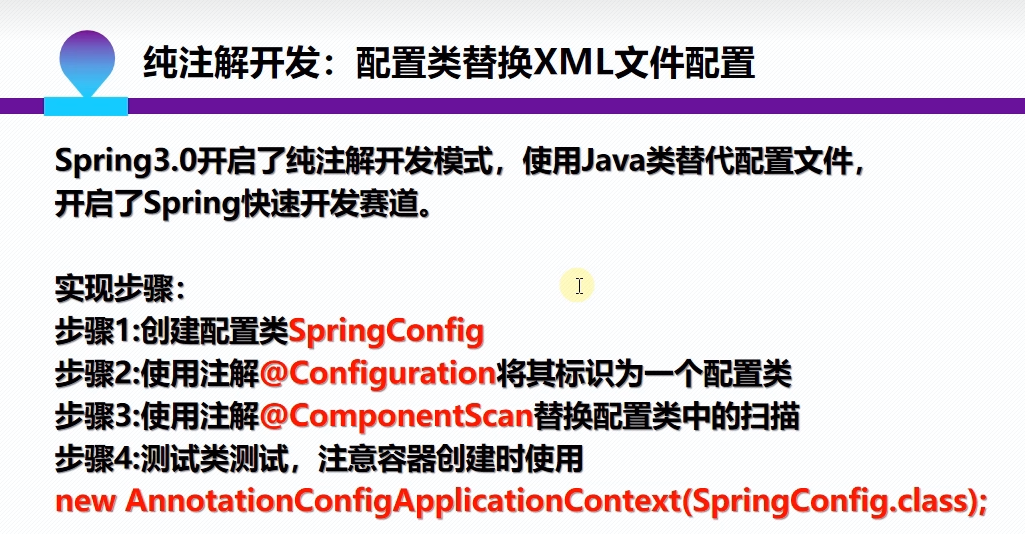 纯注解开发：配置类替换XML文件配置
Spring3.0开启了纯注解开发模式，使用Java类替代配置文件，
开启了Spring快速开发赛道。
实现步骤：
步骤1:创建配置类SpringConfig
步骤2:使用注解@Configuration将其标识为一个配置类
步骤3:使用注解@ComponentScan替换配置类中的扫描
步骤4:测试类测试，注意容器创建时使用
new AnnotationConfigApplicationContext(SpringConfig.class);